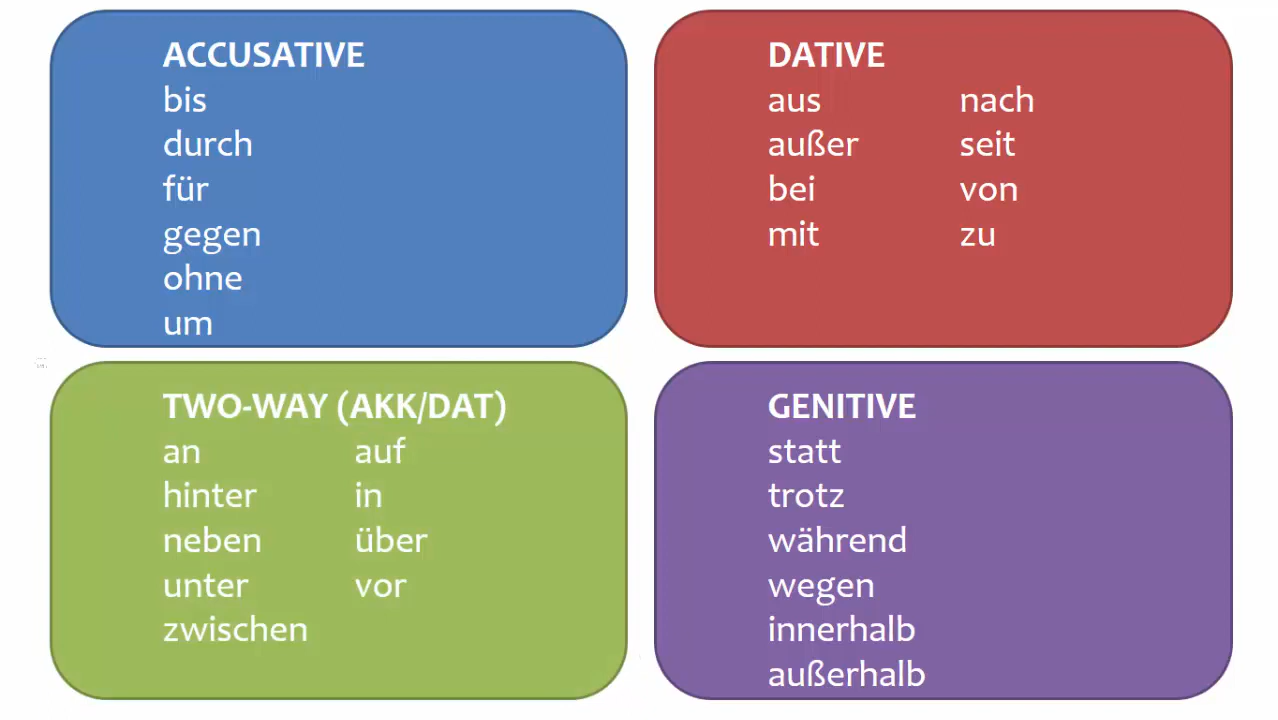 ACCUSATIVE
bis
durch
für
gegen
ohne
um
DATIVE
aus nach
außer seit
bei von
mit zu
TWO-WAY (AKK/DAT)
an auf
hinter in
neben über
unter vor
zwischen
GENITIVE
statt
trotz
während
wegen
innerhalb
außerhalb